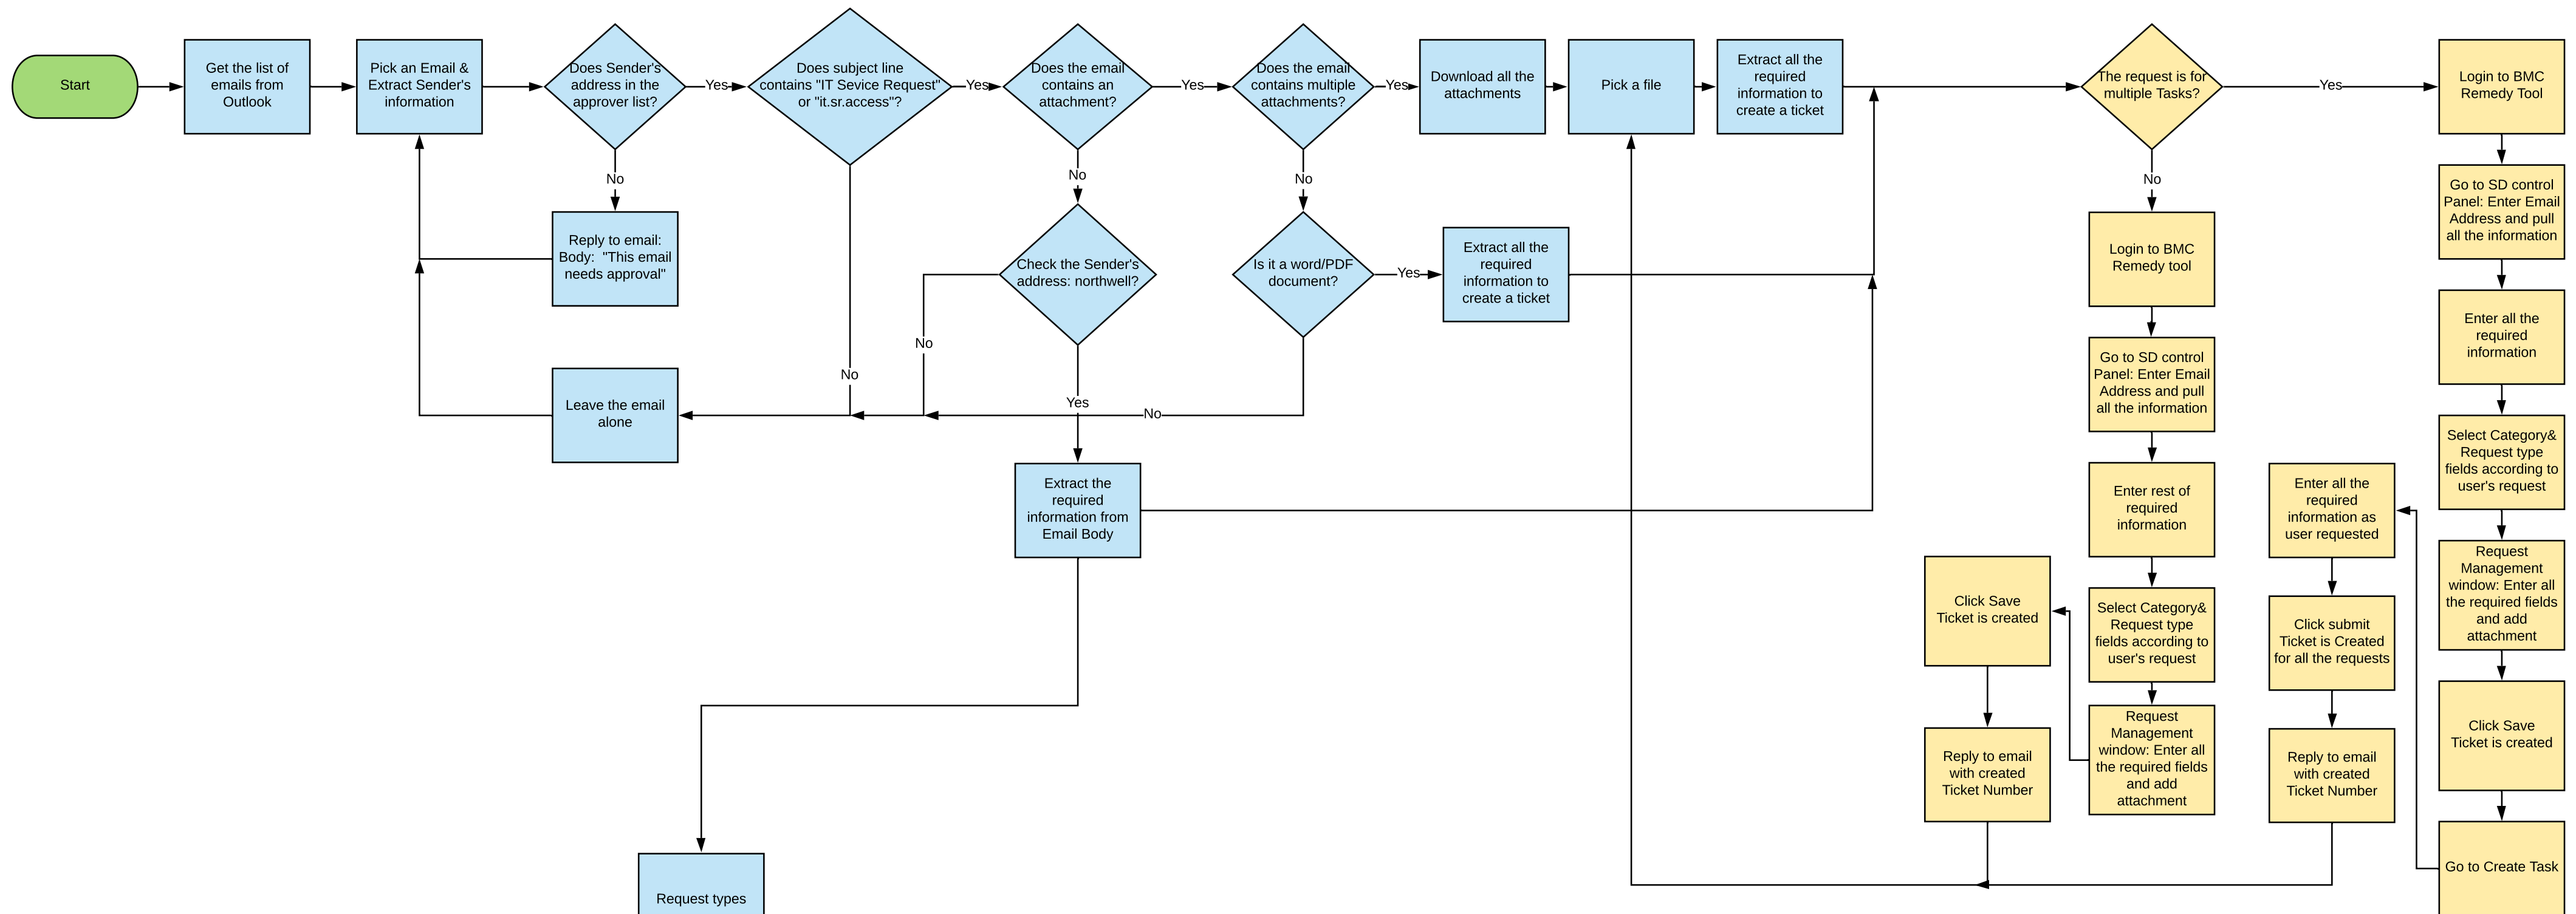 Start
Get the list of
emails from
Outlook
Pick an Email &
Extract Sender's
information
Does Sender's
address in the
approver list?
Yes
Does subject line
contains "IT Sevice Request"
or "it.sr.access"?
Yes
Does the email
contains an
attachment?
Yes
Does the email
contains multiple
attachments?
Yes
Download all the
attachments
Pick a file
Extract all the
required
information to
create a ticket
The request is for
multiple Tasks?
Yes
Login to BMC
Remedy Tool
No
No
No
No
Reply to email:
Body:  "This email
needs approval"
Check the Sender's
address: northwell?
Is it a word/PDF
document?
Yes
Extract all the
required
information to
create a ticket
Login to BMC
Remedy tool
Go to SD control
Panel: Enter Email
Address and pull
all the information
Enter all the
required
information
No
No
Yes
No
Leave the email
alone
Go to SD control
Panel: Enter Email
Address and pull
all the information
Select Category&
Request type
fields according to
user's request
Extract the
required
information from
Email Body
Enter rest of
required
information
Enter all the
required
information as
user requested
Request
Management
window: Enter all
the required fields
and add
attachment
Click Save
Ticket is created
Select Category&
Request type
fields according to
user's request
Click submit
Ticket is Created
for all the requests
Click Save
Ticket is created
Reply to email
with created
Ticket Number
Request
Management
window: Enter all
the required fields
and add
attachment
Reply to email
with created
Ticket Number
Go to Create Task
Request types